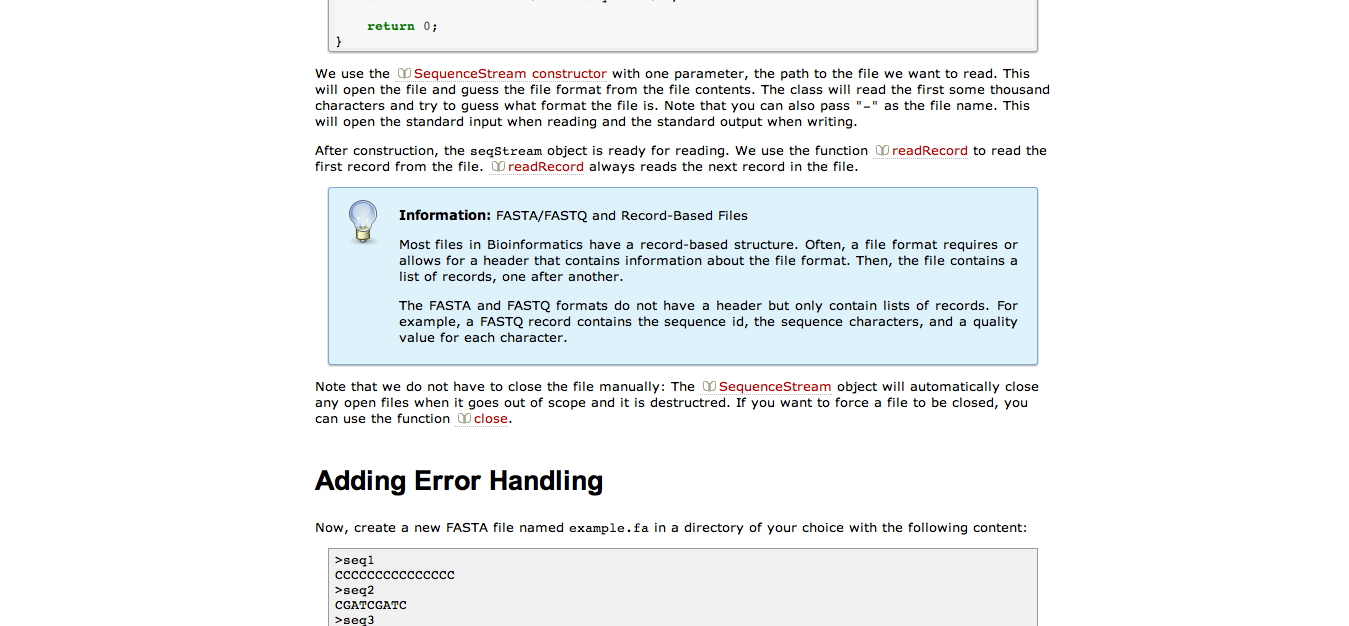 return 0;
}
We use the SequenceStream constructor with one parameter, the path to the file we want to read. This
will open the file and guess the file format from the file contents. The class will read the first some thousand
characters and try to guess what format the file is. Note that you can also pass "-" as the file name. This
will open the standard input when reading and the standard output when writing.
After construction, the seqStream object is ready for reading. We use the function readRecord to read the
first record from the file. readRecord always reads the next record in the file.
Information: FASTA/FASTQ and Record-Based Files
Most files in Bioinformatics have a record-based structure. Often, a file format requires or
allows for a header that contains information about the file format. Then, the file contains a
list of records, one after another.
The FASTA and FASTQ formats do not have a header but only contain lists of records. For
example, a FASTQ record contains the sequence id, the sequence characters, and a quality
value for each character.
Note that we do not have to close the file manually: The SequenceStream object will automatically close
any open files when it goes out of scope and it is destructred. If you want to force a file to be closed, you
can use the function close.
Adding Error Handling
Now, create a new FASTA file named example.fa in a directory of your choice with the following content:
>seq1
CCCCCCCCCCCCCCC
>seq2
CGATCGATC
>seq3